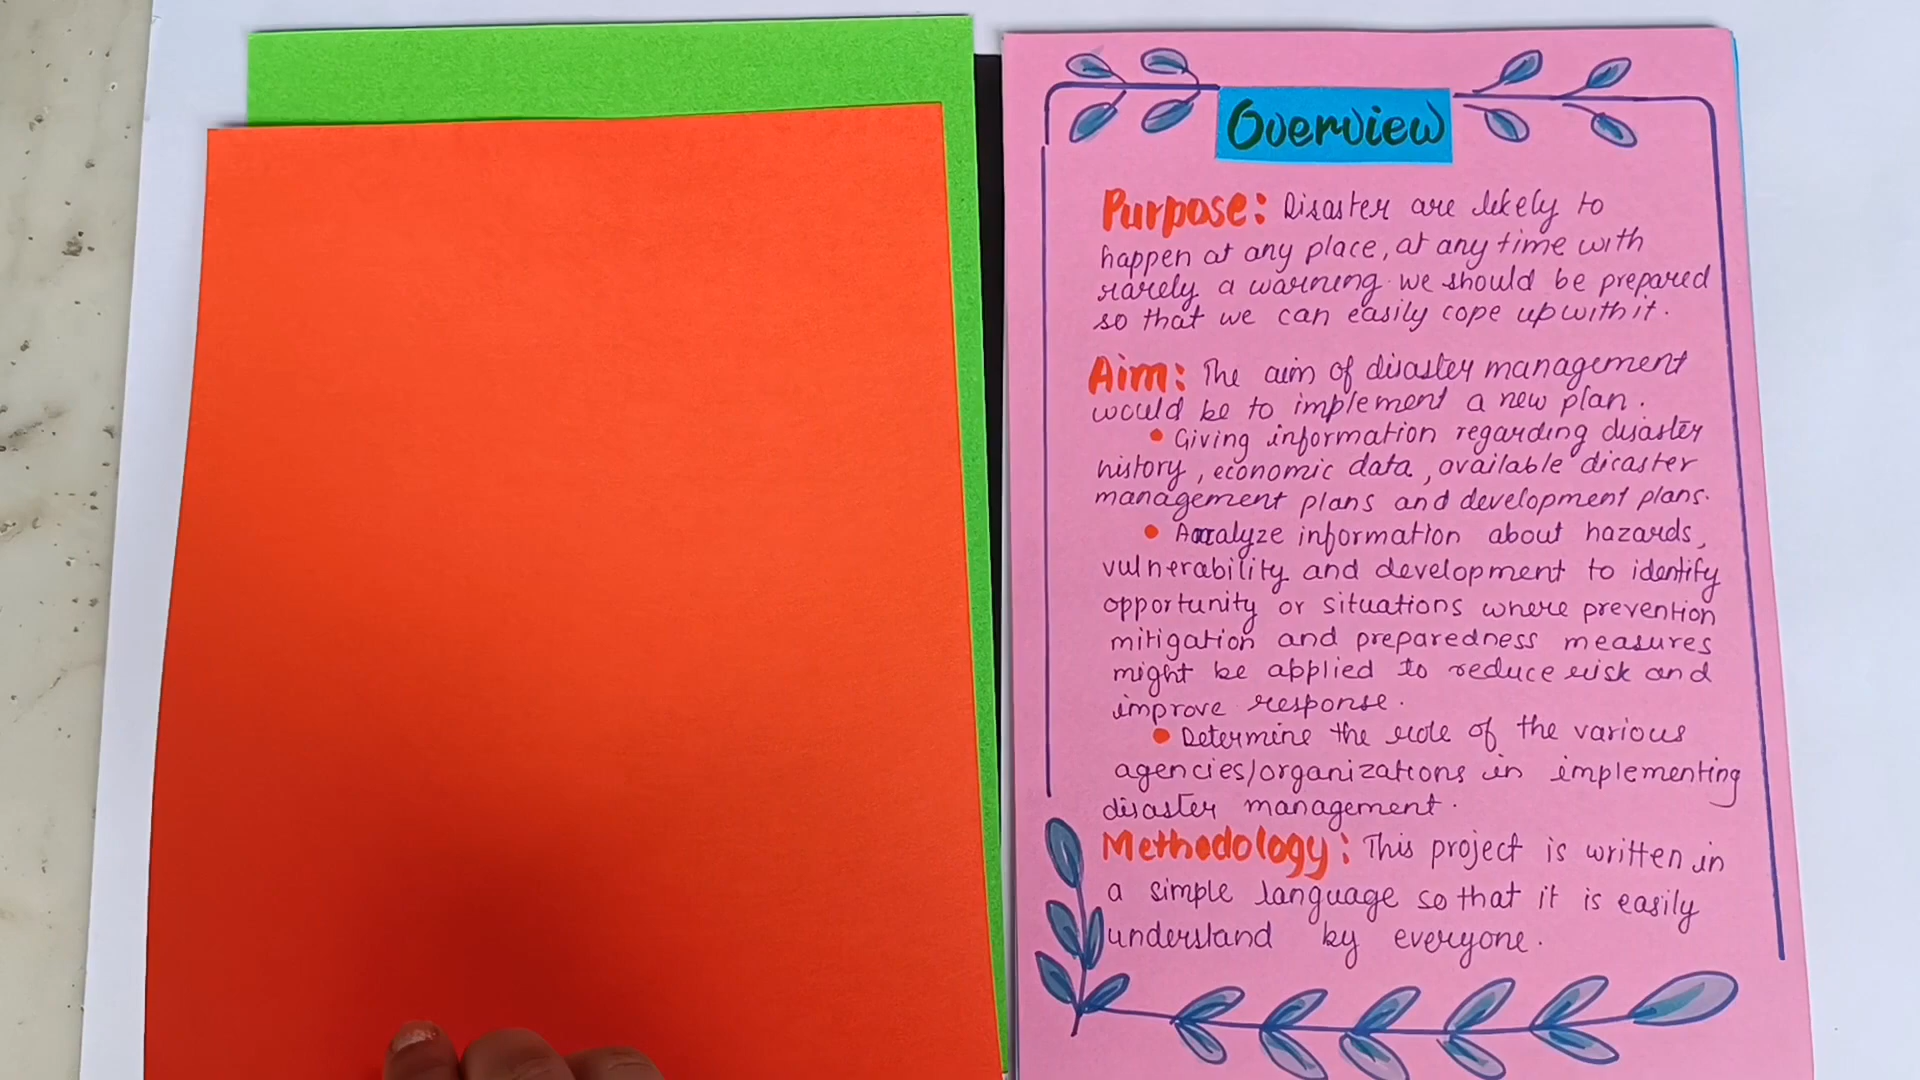 Overview
Purpose: Disaster are likely to
happen at any place, at any time with
rarely a warning. we should be prepared
so that we can easily cope up with it.
Aim: The aim of disaster management
would be to implement a new plan.
• Giving information regarding disaster
history, economic data, available dicaster
management plans and development plans.
• Analyze information about hazards,
vulnerability and development to identify
opportunity or situations where prevention
mitigation and preparedness measures
might be applied to reduce risk and
improve response.
• Determine the role of the various
agencies/organizations in implementing
disaster management.
Methodology: This project is written in
a simple language so that it is easily
understand by everyone.